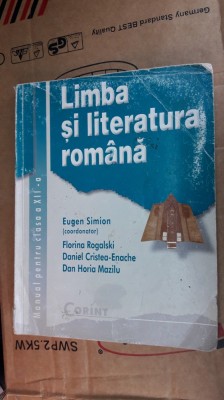 Germany Standard BEST Quality
Limba
și literatura
română
Eugen Simion
(coordonator)
Florina Rogalski
Daniel Cristea-Enache
Dan Horia Mazilu
Manual pentru clasa a XII-a
CORINT
SWP2.5KW